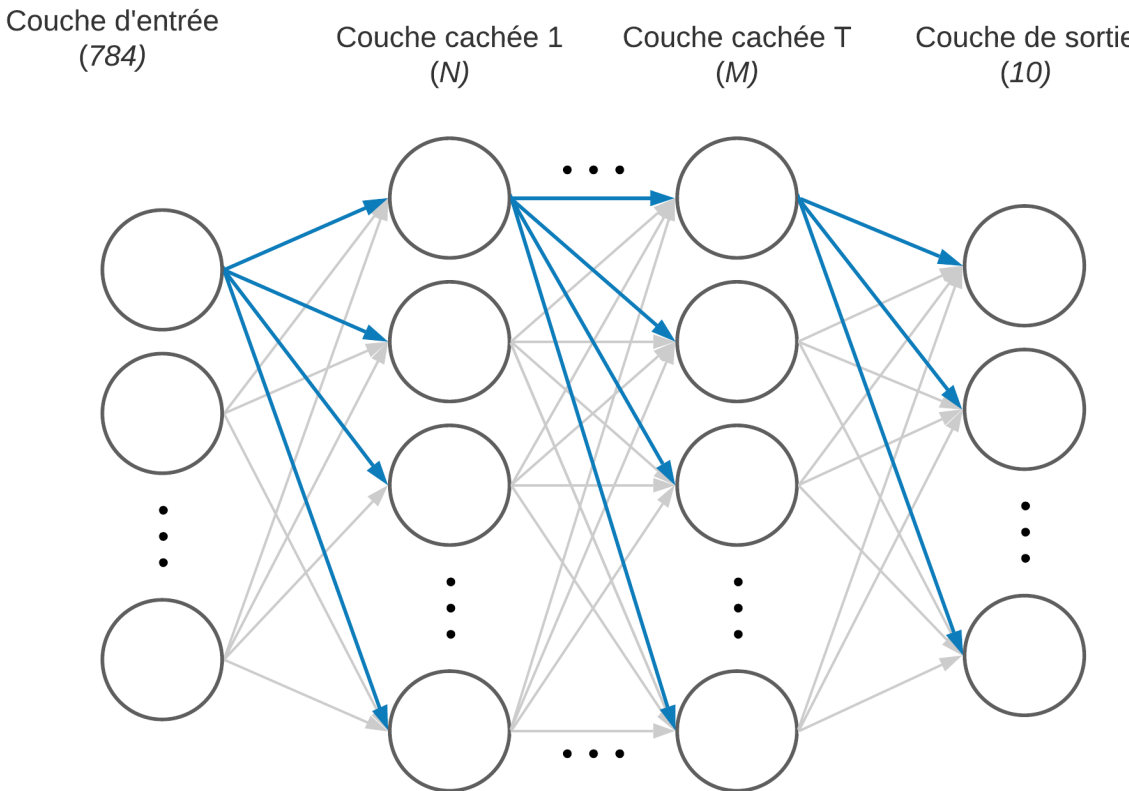 Couche d'entrée
(784)
Couche cachée 1
(N)
Couche cachée T
(M)
Couche de sortie
(10)